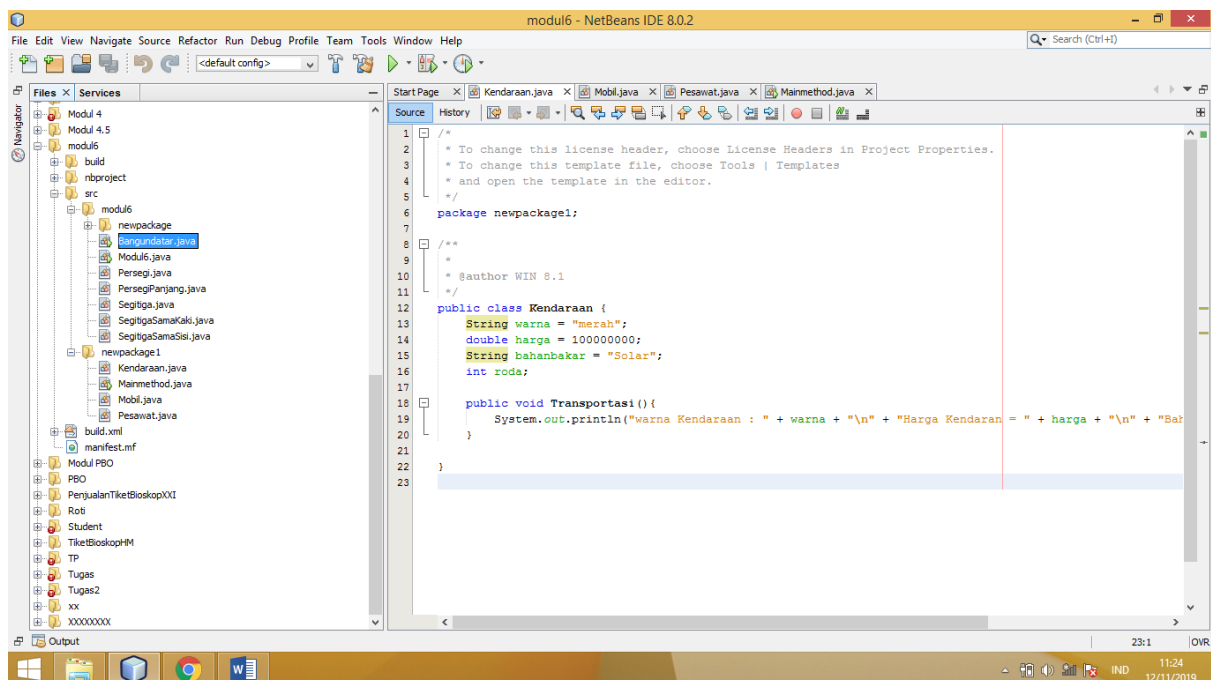 modul6 - NetBeans IDE 8.0.2
File Edit View Navigate Source Refactor Run Debug Profile Team Tools Window Help
Search (Ctrl+I)
<default config>
Files Services
Navigator
Modul 4
Modul 4.5
modul6
build
nbproject
src
modul6
newpackage
Bangundatar.java
Modul6.java
Persegi.java
PersegiPanjang.java
Segitiga.java
SegitigaSamaKaki.java
SegitigaSamaSisi.java
newpackage1
Kendaraan.java
Mainmethod.java
Mobil.java
Pesawat.java
build.xml
manifest.mf
Modul PBO
PBO
PenjualanTiketBioskopXXI
Roti
Student
TiketBioskopHM
TP
Tugas
Tugas2
xx
XXXXXXXX
Start Page Kendaraan.java Mobil.java Pesawat.java Mainmethod.java
Source History
1 /*
2 * To change this license header, choose License Headers in Project Properties.
3 * To change this template file, choose Tools | Templates
4 * and open the template in the editor.
5 */
6 package newpackage1;
7
8 /**
9 *
10 * @author WIN 8.1
11 */
12 public class Kendaraan {
13 String warna = "merah";
14 double harga = 100000000;
15 String bahanbakar = "Solar";
16 int roda;
17
18 public void Transportasi(){
19 System.out.println("warna Kendaraan : " + warna + "\n" + "Harga Kendaran = " + harga + "\n" + "Bah
20 }
21
22 }
23
Output
23:1 OVR
W
IND
11:24
12/11/2019